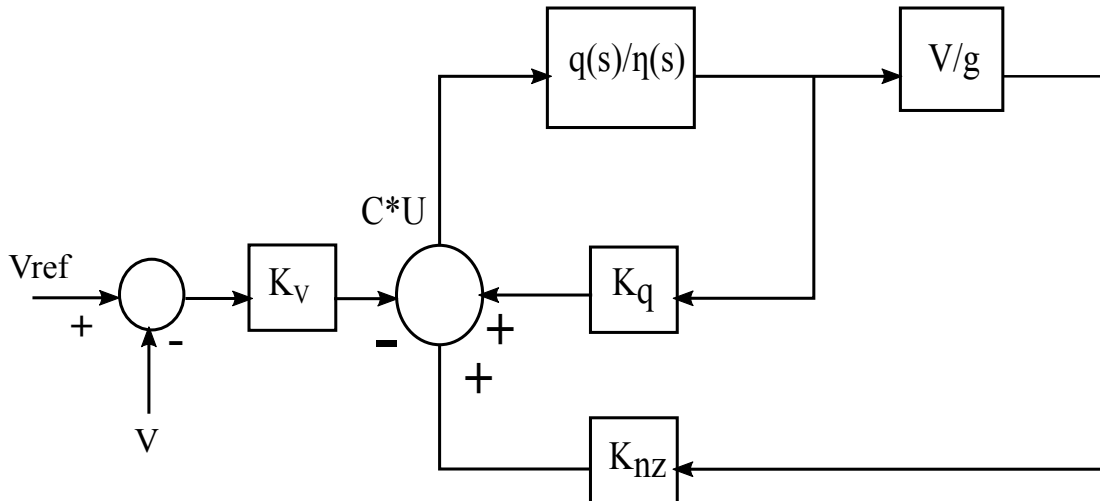 q(s)/η(s)
V/g
C*U
Vref
+
-
V
Kv
-
+
+
Kq
Knz